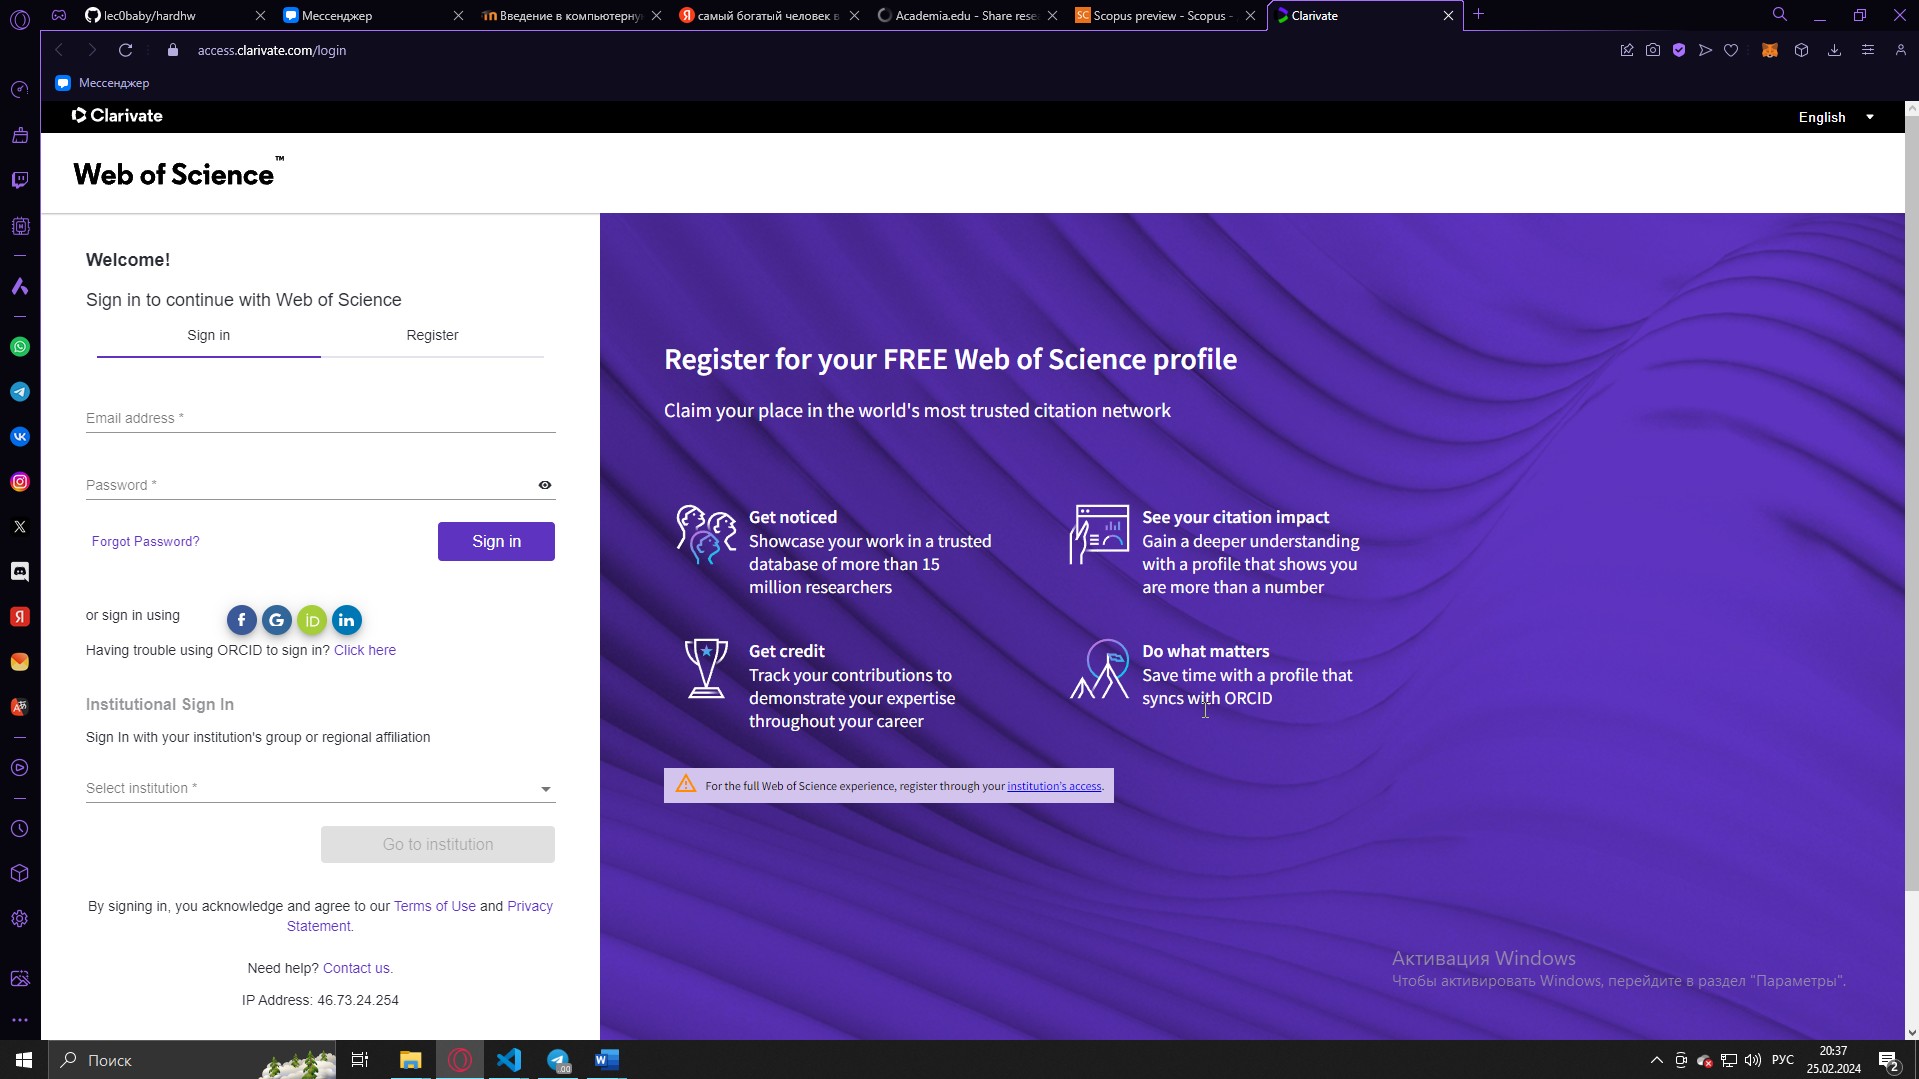 lec0baby/hardhw
Мессенджер
Введение в компьютерну
самый богатый человек в
Academia.edu - Share rese
Scopus preview - Scopus -
Clarivate
access.clarivate.com/login
Мессенджер
Clarivate
English
Web of Science™
Welcome!
Sign in to continue with Web of Science
Sign in
Register
Email address *
Password *
Forgot Password?
Sign in
or sign in using
Having trouble using ORCID to sign in? Click here
Institutional Sign In
Sign In with your institution's group or regional affiliation
Select institution *
Go to institution
By signing in, you acknowledge and agree to our Terms of Use and Privacy
Statement.
Need help? Contact us.
IP Address: 46.73.24.254
Register for your FREE Web of Science profile
Claim your place in the world's most trusted citation network
Get noticed
Showcase your work in a trusted
database of more than 15
million researchers
See your citation impact
Gain a deeper understanding
with a profile that shows you
are more than a number
Get credit
Track your contributions to
demonstrate your expertise
throughout your career
Do what matters
Save time with a profile that
syncs with ORCID
For the full Web of Science experience, register through your institution's access.
Активация Windows
Чтобы активировать Windows, перейдите в раздел "Параметры".
Поиск
РУС
20:37
25.02.2024
2